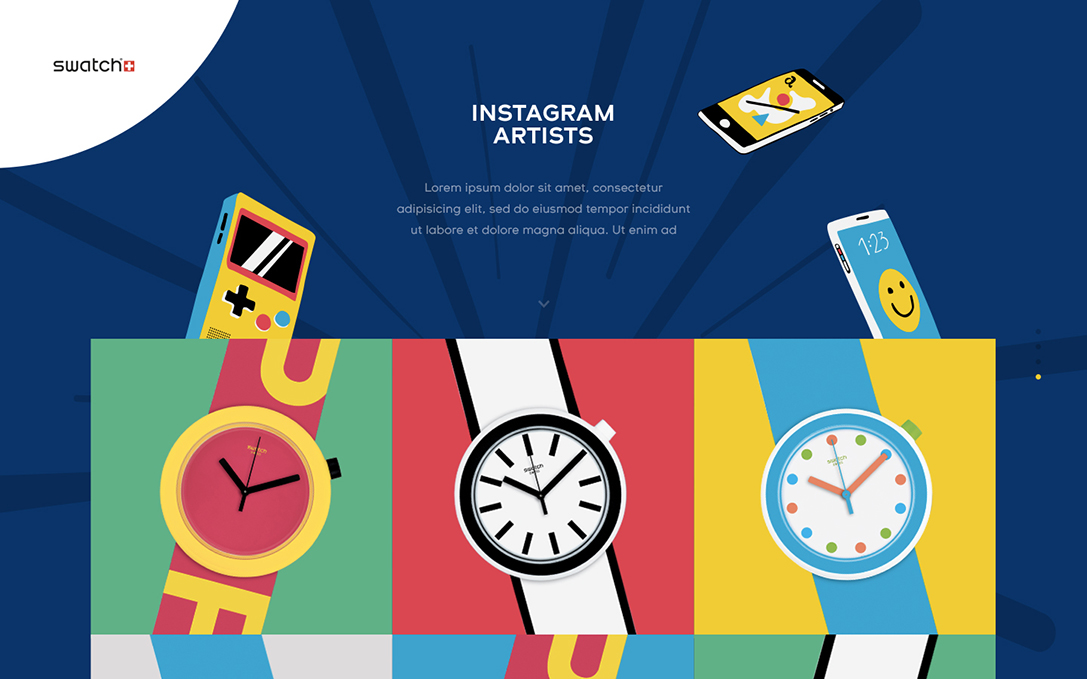 swatch
INSTAGRAM
ARTISTS
a
Lorem ipsum dolor sit amet, consectetur
adipisicing elit, sed do eiusmod tempor incididunt
ut labore et dolore magna aliqua. Ut enim ad
1:23
U
swatch
swatch
swatch
E